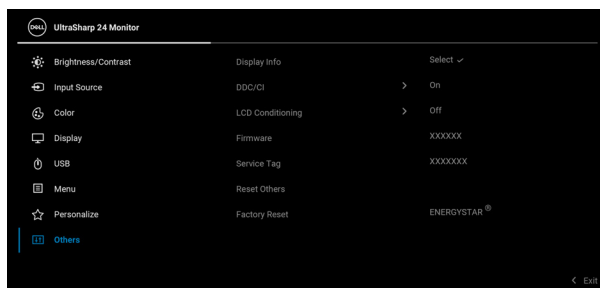 DELL UltraSharp 24 Monitor
Brightness/Contrast Display Info Select ✓
Input Source DDC/CI > On
Color LCD Conditioning > Off
Display Firmware XXXXXX
USB Service Tag XXXXXXX
Menu Reset Others
Personalize Factory Reset ENERGYSTAR ®
Others
< Exit